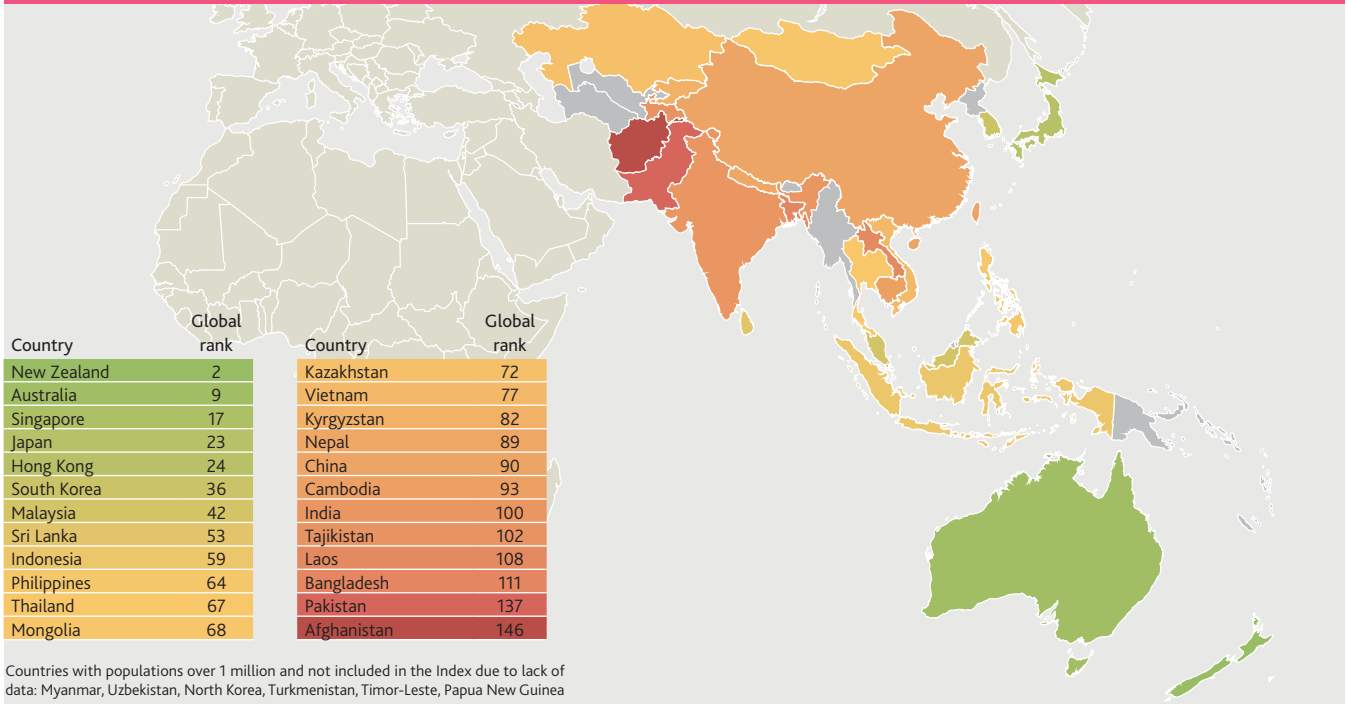 Country Global rank
New Zealand 2
Australia 9
Singapore 17
Japan 23
Hong Kong 24
South Korea 36
Malaysia 42
Sri Lanka 53
Indonesia 59
Philippines 64
Thailand 67
Mongolia 68
Country Global rank
Kazakhstan 72
Vietnam 77
Kyrgyzstan 82
Nepal 89
China 90
Cambodia 93
India 100
Tajikistan 102
Laos 108
Bangladesh 111
Pakistan 137
Afghanistan 146
Countries with populations over 1 million and not included in the Index due to lack of
data: Myanmar, Uzbekistan, North Korea, Turkmenistan, Timor-Leste, Papua New Guinea